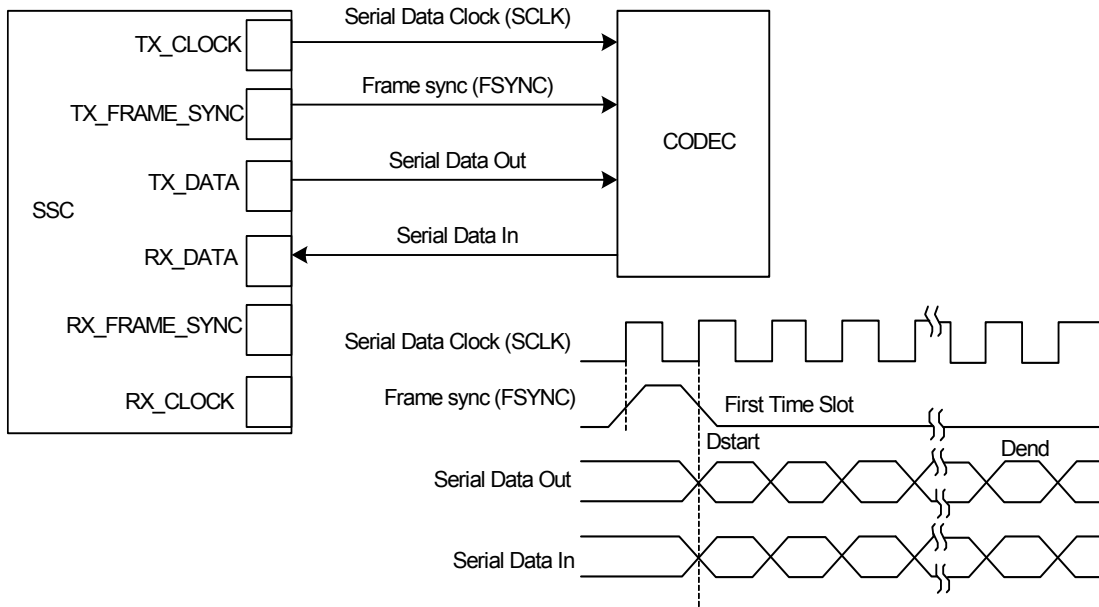 Serial Data Clock (SCLK)
TX_CLOCK
Frame sync (FSYNC)
TX_FRAME_SYNC
CODEC
Serial Data Out
TX_DATA
SSC
Serial Data In
RX_DATA
RX_FRAME_SYNC
RX_CLOCK
Serial Data Clock (SCLK)
Frame sync (FSYNC)
First Time Slot
Dstart
Dend
Serial Data Out
Serial Data In